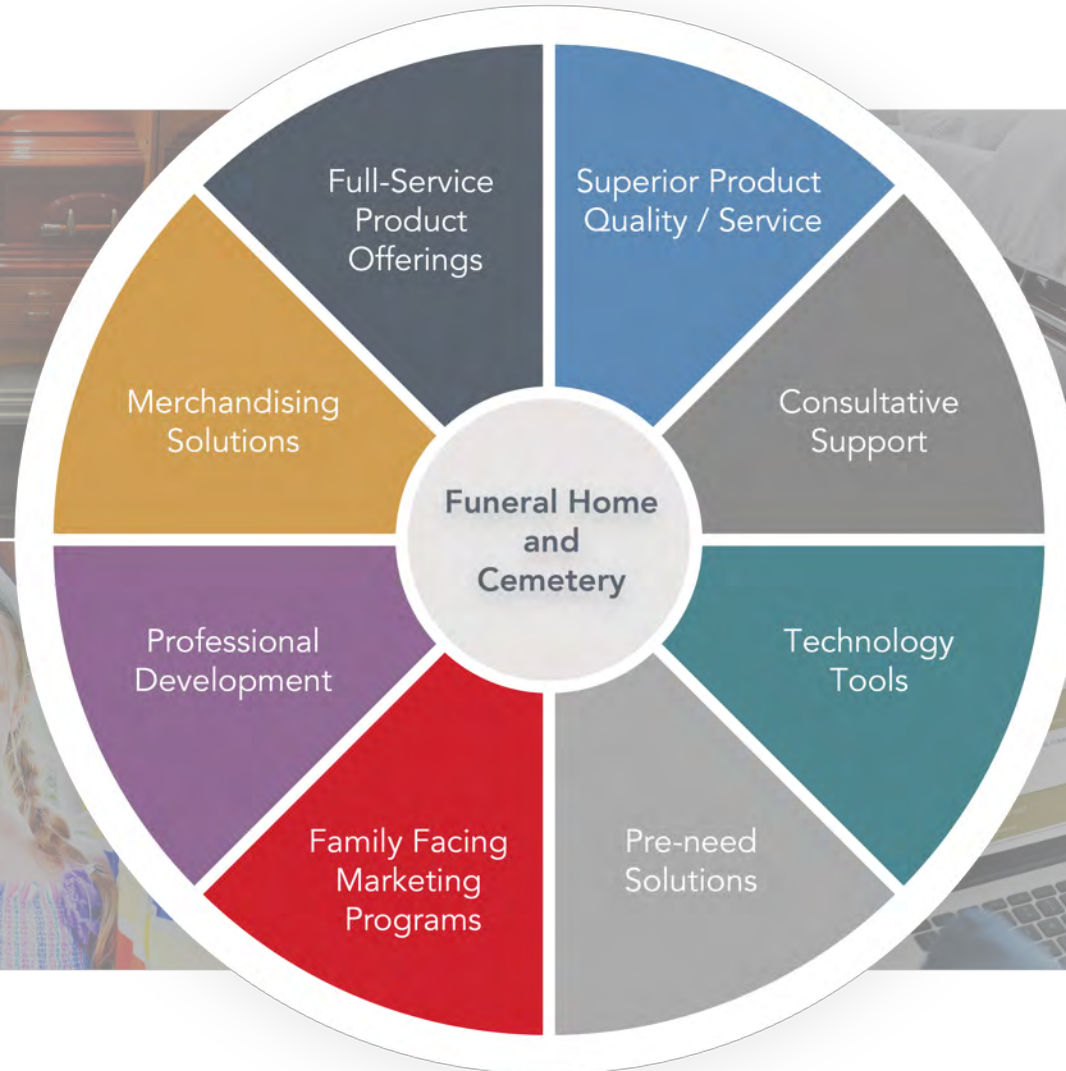 Full-Service
Product
Offerings
Superior Product
Quality / Service
Merchandising
Solutions
Consultative
Support
Funeral Home
and
Cemetery
Professional
Development
Technology
Tools
Family Facing
Marketing
Programs
Pre-need
Solutions